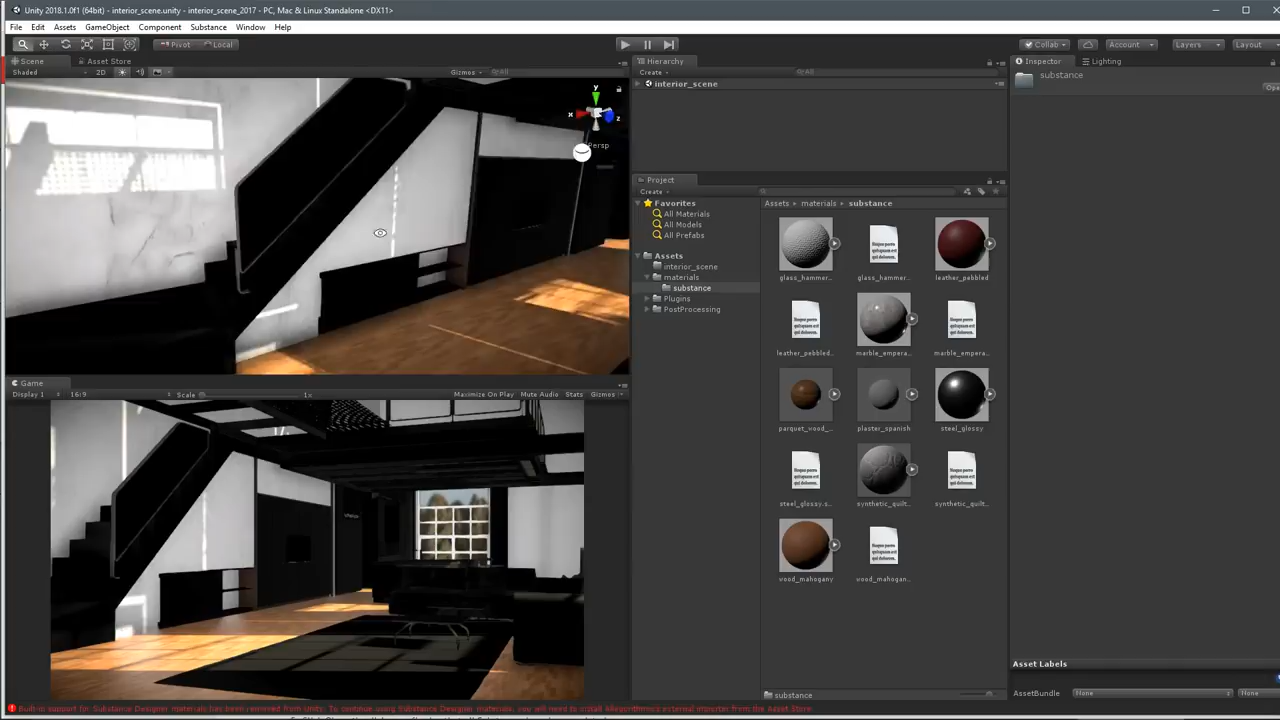 Unity 2018.1.0f1 (64bit) - interior_scene.unity - interior_scene_2017 - PC, Mac & Linux Standalone <DX11>
File Edit Assets GameObject Component Substance Window Help
Pivot Local Collab Account Layers Layout
Scene Asset Store
Shaded 2D Gizmos All
y
x z
Persp
Game
Display 1 16:9 Scale 1x Maximize On Play Mute Audio Stats Gizmos
Hierarchy
Create All
interior_scene
Project
Create
Favorites
All Materials
All Models
All Prefabs
Assets
interior_scene
materials
substance
Plugins
PostProcessing
Assets materials substance
glass_hammer.. glass_hammer.. leather_pebbled
leather_pebbled.. marble_empera.. marble_empera..
parquet_wood_.. plaster_spanish steel_glossy
steel_glossy.s.. synthetic_quilt.. synthetic_quilt..
wood_mahogany wood_mahogan..
substance
Inspector Lighting
substance
Ope
Asset Labels
AssetBundle None None
Built-in support for Substance Designer materials has been removed from Unity. To continue using Substance Designer materials, you will need to install Allegorithmic's external importer from the Asset Store.